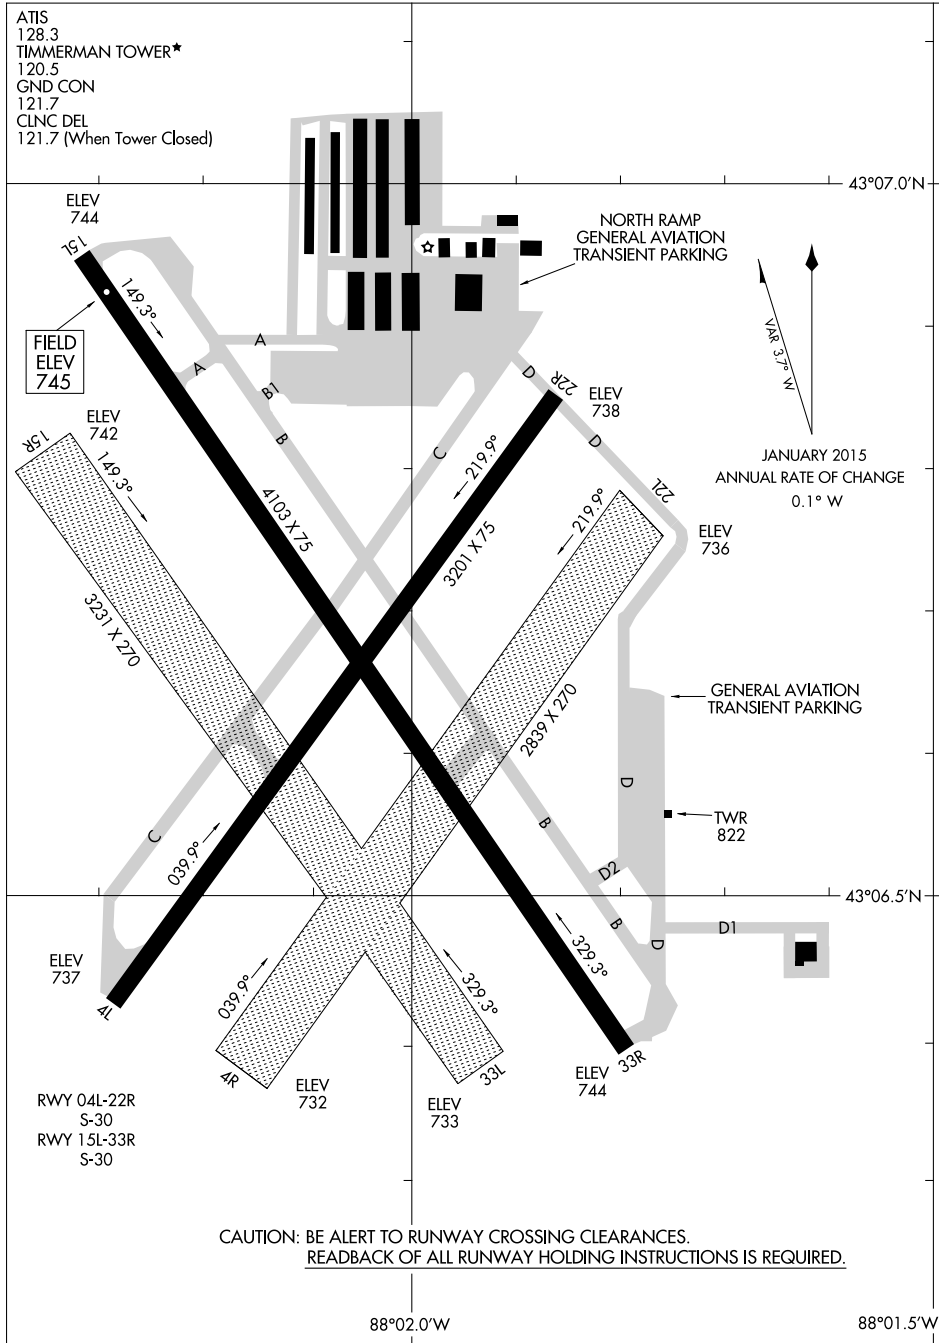 ATIS
128.3
TIMMERMAN TOWER★
120.5
GND CON
121.7
CLNC DEL
121.7 (When Tower Closed)
43°07.0'N
ELEV
744
15L
149.3°
FIELD
ELEV
745
NORTH RAMP
GENERAL AVIATION
TRANSIENT PARKING
VAR 3.7° W
JANUARY 2015
ANNUAL RATE OF CHANGE
0.1° W
A
A
B1
B
C
D
22R
ELEV
738
D
219.9°
ELEV
742
15R
149.3°
4103 X 75
3201 X 75
22L
219.9°
ELEV
736
3231 X 270
2839 X 270
GENERAL AVIATION
TRANSIENT PARKING
D
TWR
822
C
039.9°
B
D2
43°06.5'N
B
D
D1
ELEV
737
4L
039.9°
329.3°
329.3°
4R
ELEV
732
33L
ELEV
733
33R
ELEV
744
RWY 04L-22R
S-30
RWY 15L-33R
S-30
CAUTION: BE ALERT TO RUNWAY CROSSING CLEARANCES.
READBACK OF ALL RUNWAY HOLDING INSTRUCTIONS IS REQUIRED.
88°02.0'W
88°01.5'W